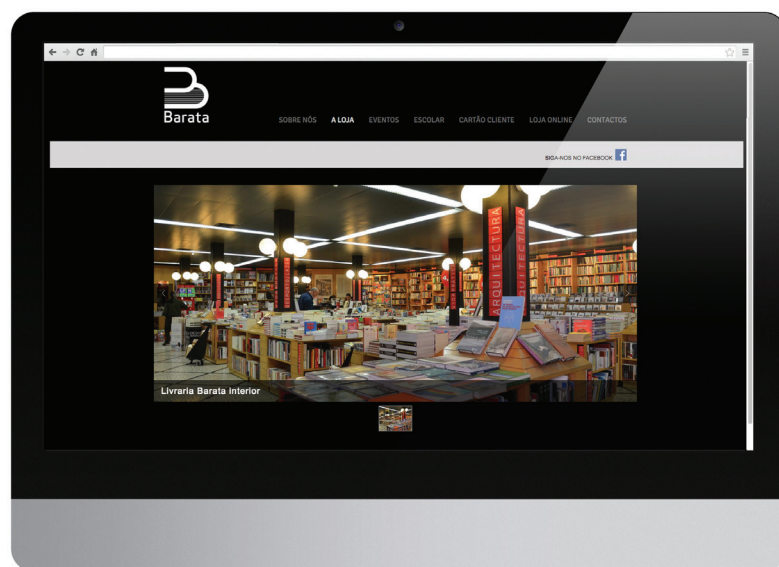 Barata
SOBRE NÓS A LOJA EVENTOS ESCOLAR CARTÃO CLIENTE LOJA ONLINE CONTACTOS
SIGA-NOS NO FACEBOOK f
ARQUITECTURA
ARQUITECTURA
Livraria Barata Interior